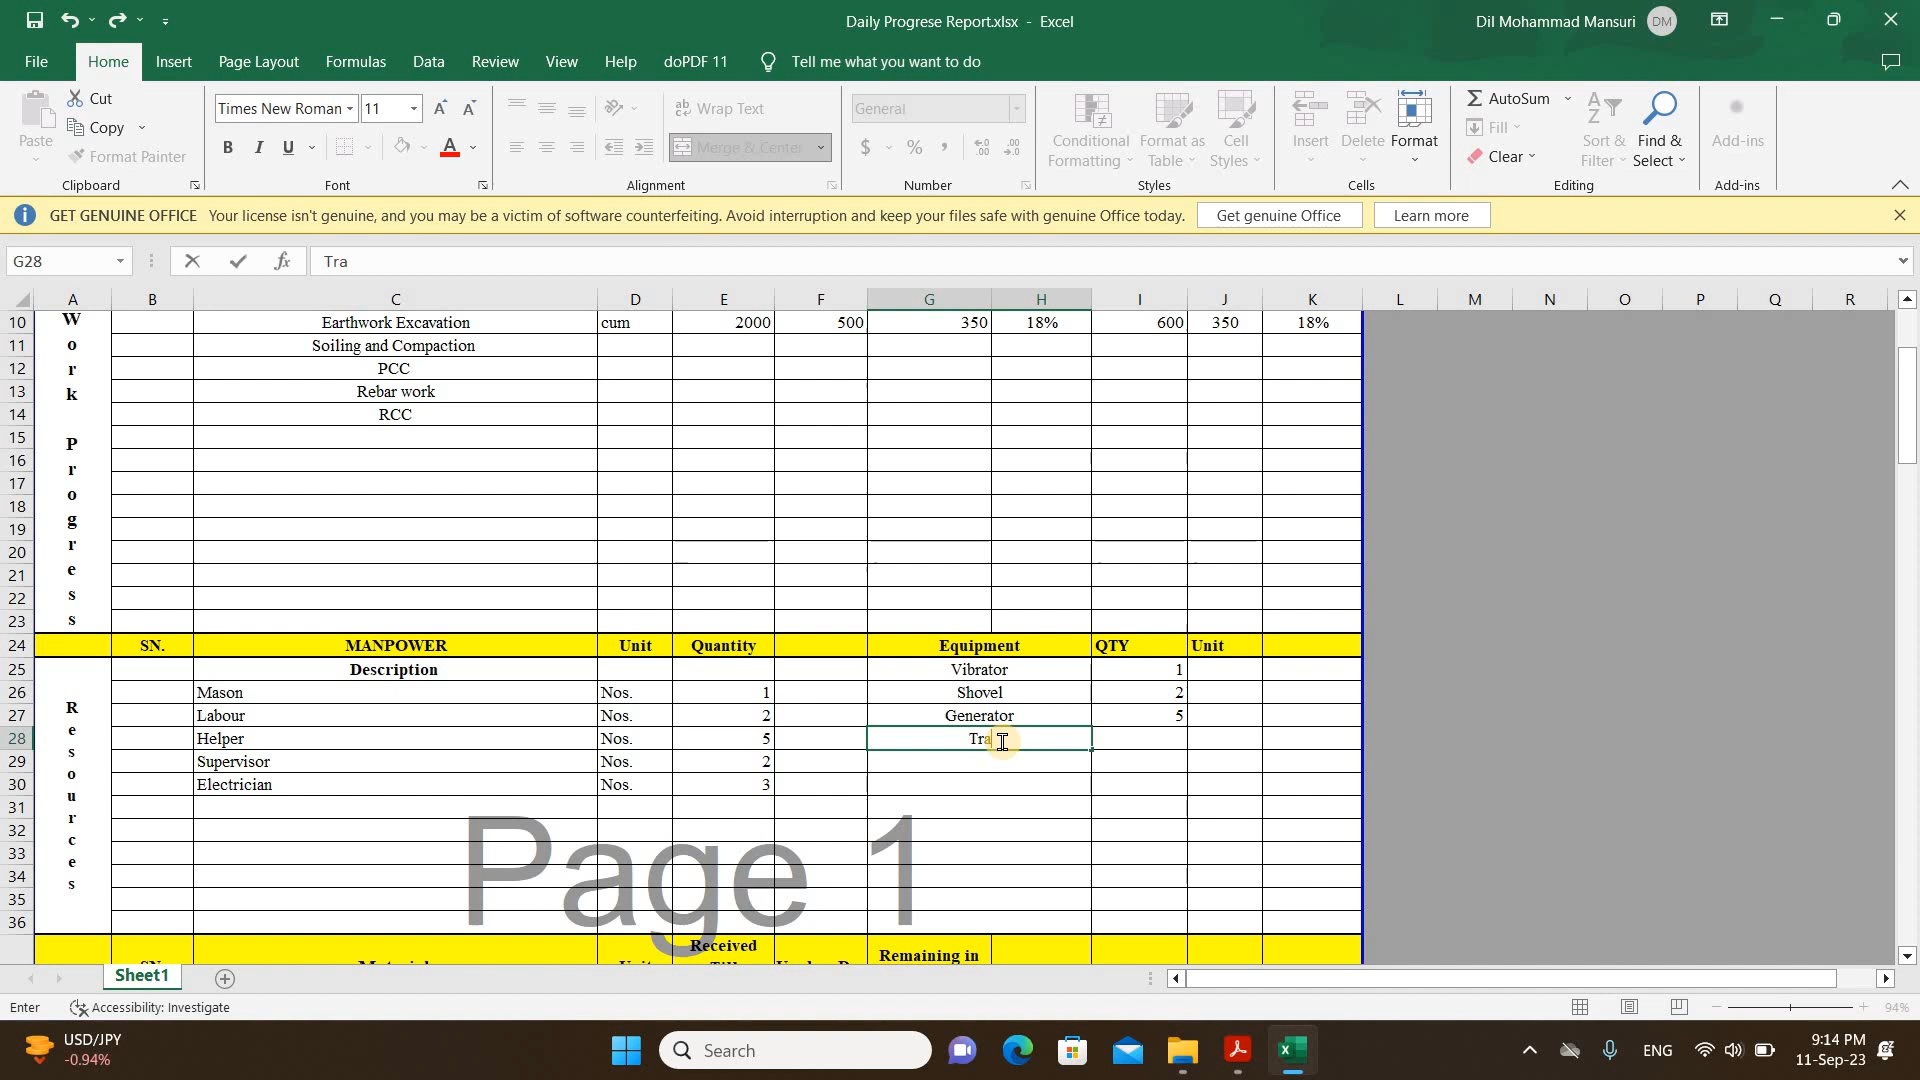 Daily Progrese Report.xlsx - Excel
Dil Mohammad Mansuri DM
File Home Insert Page Layout Formulas Data Review View Help doPDF 11 Tell me what you want to do
Paste
Cut
Copy
Format Painter
Clipboard
Times New Roman 11
B I U
Font
Wrap Text
Merge & Center
Alignment
General
$ % ,
Number
Conditional Formatting
Format as Table
Cell Styles
Styles
Insert
Delete
Format
Cells
AutoSum
Fill
Clear
Sort & Filter
Find & Select
Editing
Add-ins
Add-ins
GET GENUINE OFFICE Your license isn't genuine, and you may be a victim of software counterfeiting. Avoid interruption and keep your files safe with genuine Office today. Get genuine Office Learn more
G28 fx Tra
A B C D E F G H I J K L M N O P Q R
Work Progress
10 Earthwork Excavation cum 2000 500 350 18% 600 350 18%
11 Soiling and Compaction
12 PCC
13 Rebar work
14 RCC
15
16
17
18
19
20
21
22
23
24 SN. MANPOWER Unit Quantity Equipment QTY Unit
Resources
25 Description Vibrator 1
26 Mason Nos. 1 Shovel 2
27 Labour Nos. 2 Generator 5
28 Helper Nos. 5 Tra
29 Supervisor Nos. 2
30 Electrician Nos. 3
31
32
33
34
35
36
Page 1
Received
Remaining in
Sheet1
Enter Accessibility: Investigate 94%
USD/JPY
-0.94%
Search
ENG
9:14 PM
11-Sep-23